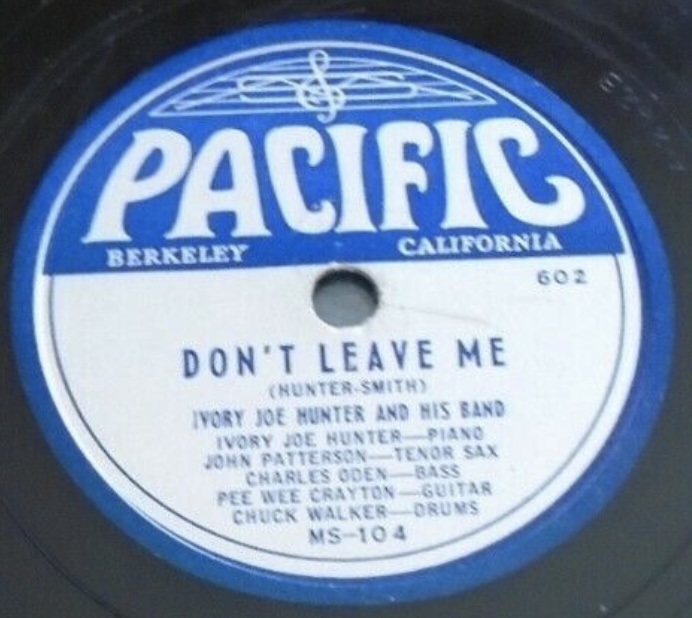 PACIFIC
BERKELEY CALIFORNIA
602
DON'T LEAVE ME
(HUNTER-SMITH)
IVORY JOE HUNTER AND HIS BAND
IVORY JOE HUNTER—PIANO
JOHN PATTERSON—TENOR SAX
CHARLES ODEN—BASS
PEE WEE CRAYTON—GUITAR
CHUCK WALKER—DRUMS
MS-104